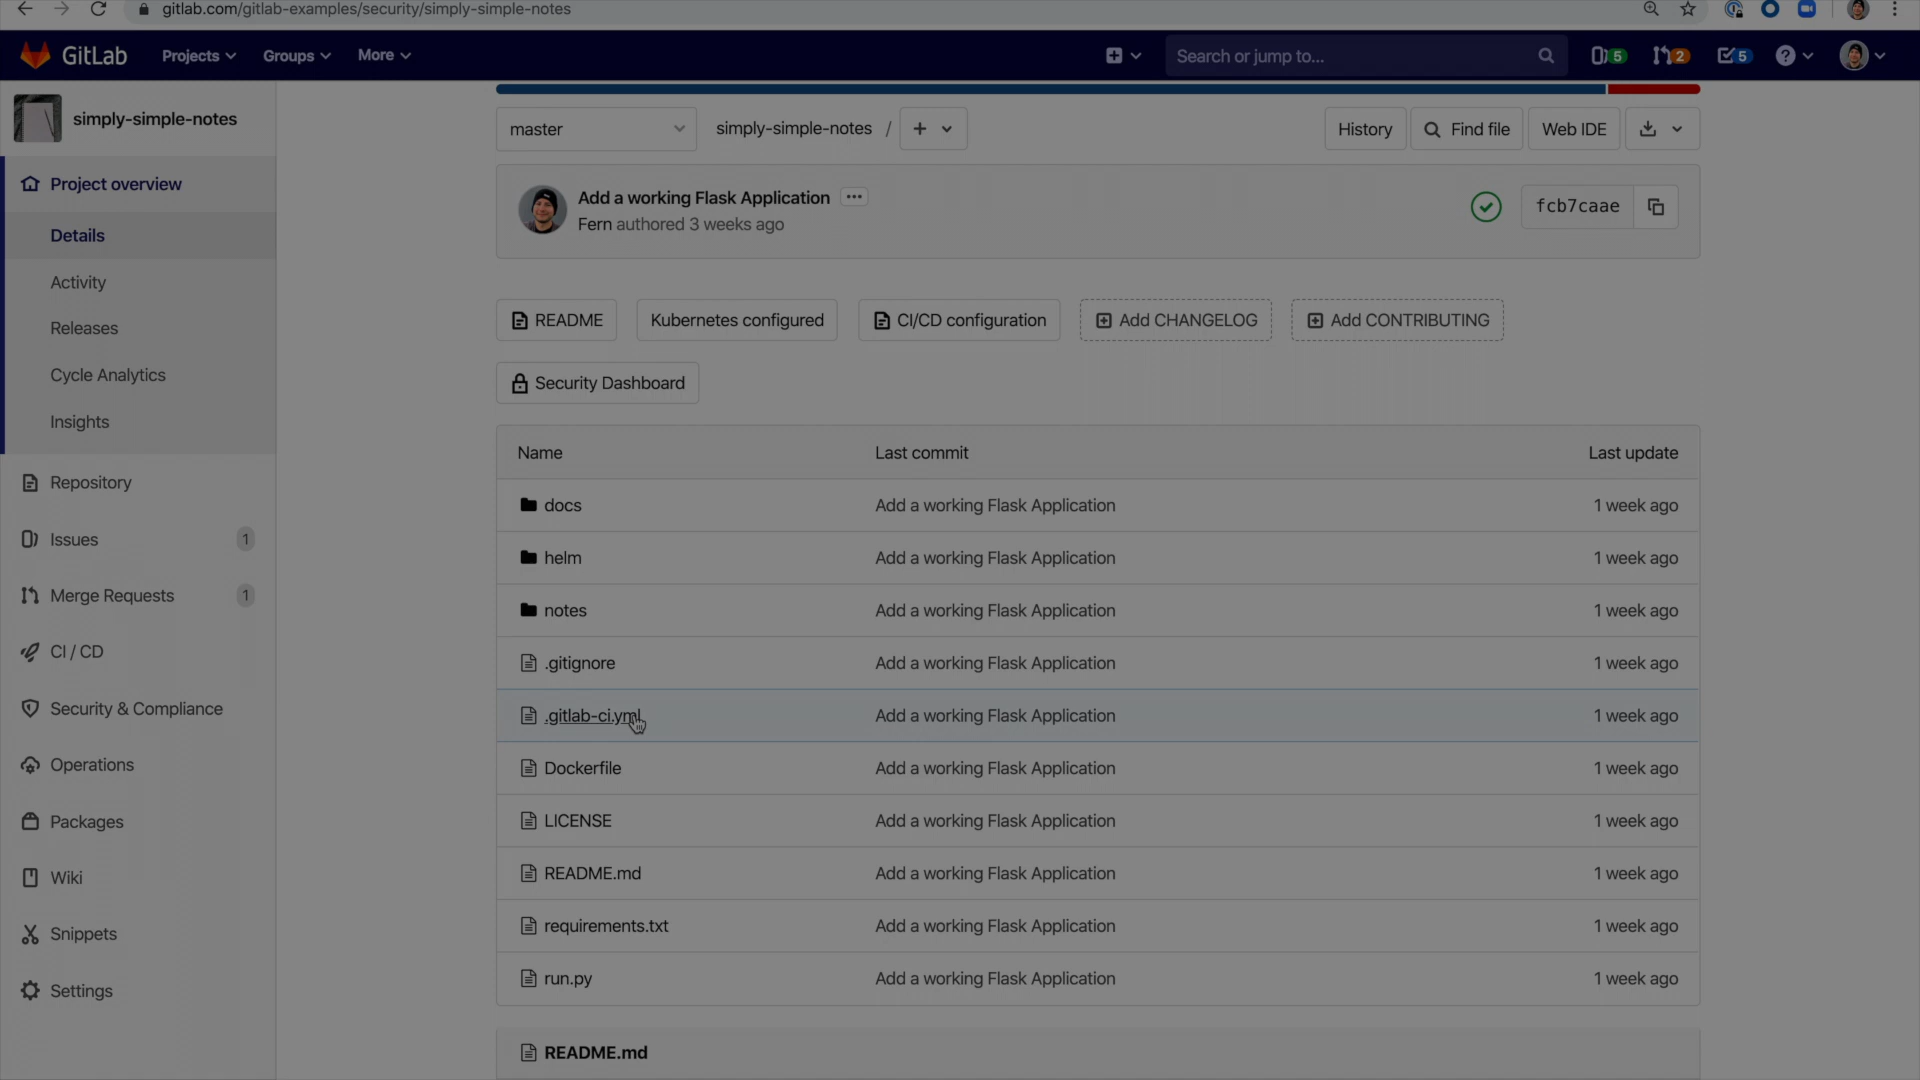 gitlab.com/gitlab-examples/security/simply-simple-notes
GitLab
Projects
Groups
More
Search or jump to...
5
2
5
simply-simple-notes
Project overview
Details
Activity
Releases
Cycle Analytics
Insights
Repository
Issues
1
Merge Requests
1
CI / CD
Security & Compliance
Operations
Packages
Wiki
Snippets
Settings
master
simply-simple-notes /
History
Find file
Web IDE
Add a working Flask Application
Fern authored 3 weeks ago
fcb7caae
README
Kubernetes configured
CI/CD configuration
Add CHANGELOG
Add CONTRIBUTING
Security Dashboard
Name Last commit Last update
docs Add a working Flask Application 1 week ago
helm Add a working Flask Application 1 week ago
notes Add a working Flask Application 1 week ago
.gitignore Add a working Flask Application 1 week ago
.gitlab-ci.yml Add a working Flask Application 1 week ago
Dockerfile Add a working Flask Application 1 week ago
LICENSE Add a working Flask Application 1 week ago
README.md Add a working Flask Application 1 week ago
requirements.txt Add a working Flask Application 1 week ago
run.py Add a working Flask Application 1 week ago
README.md